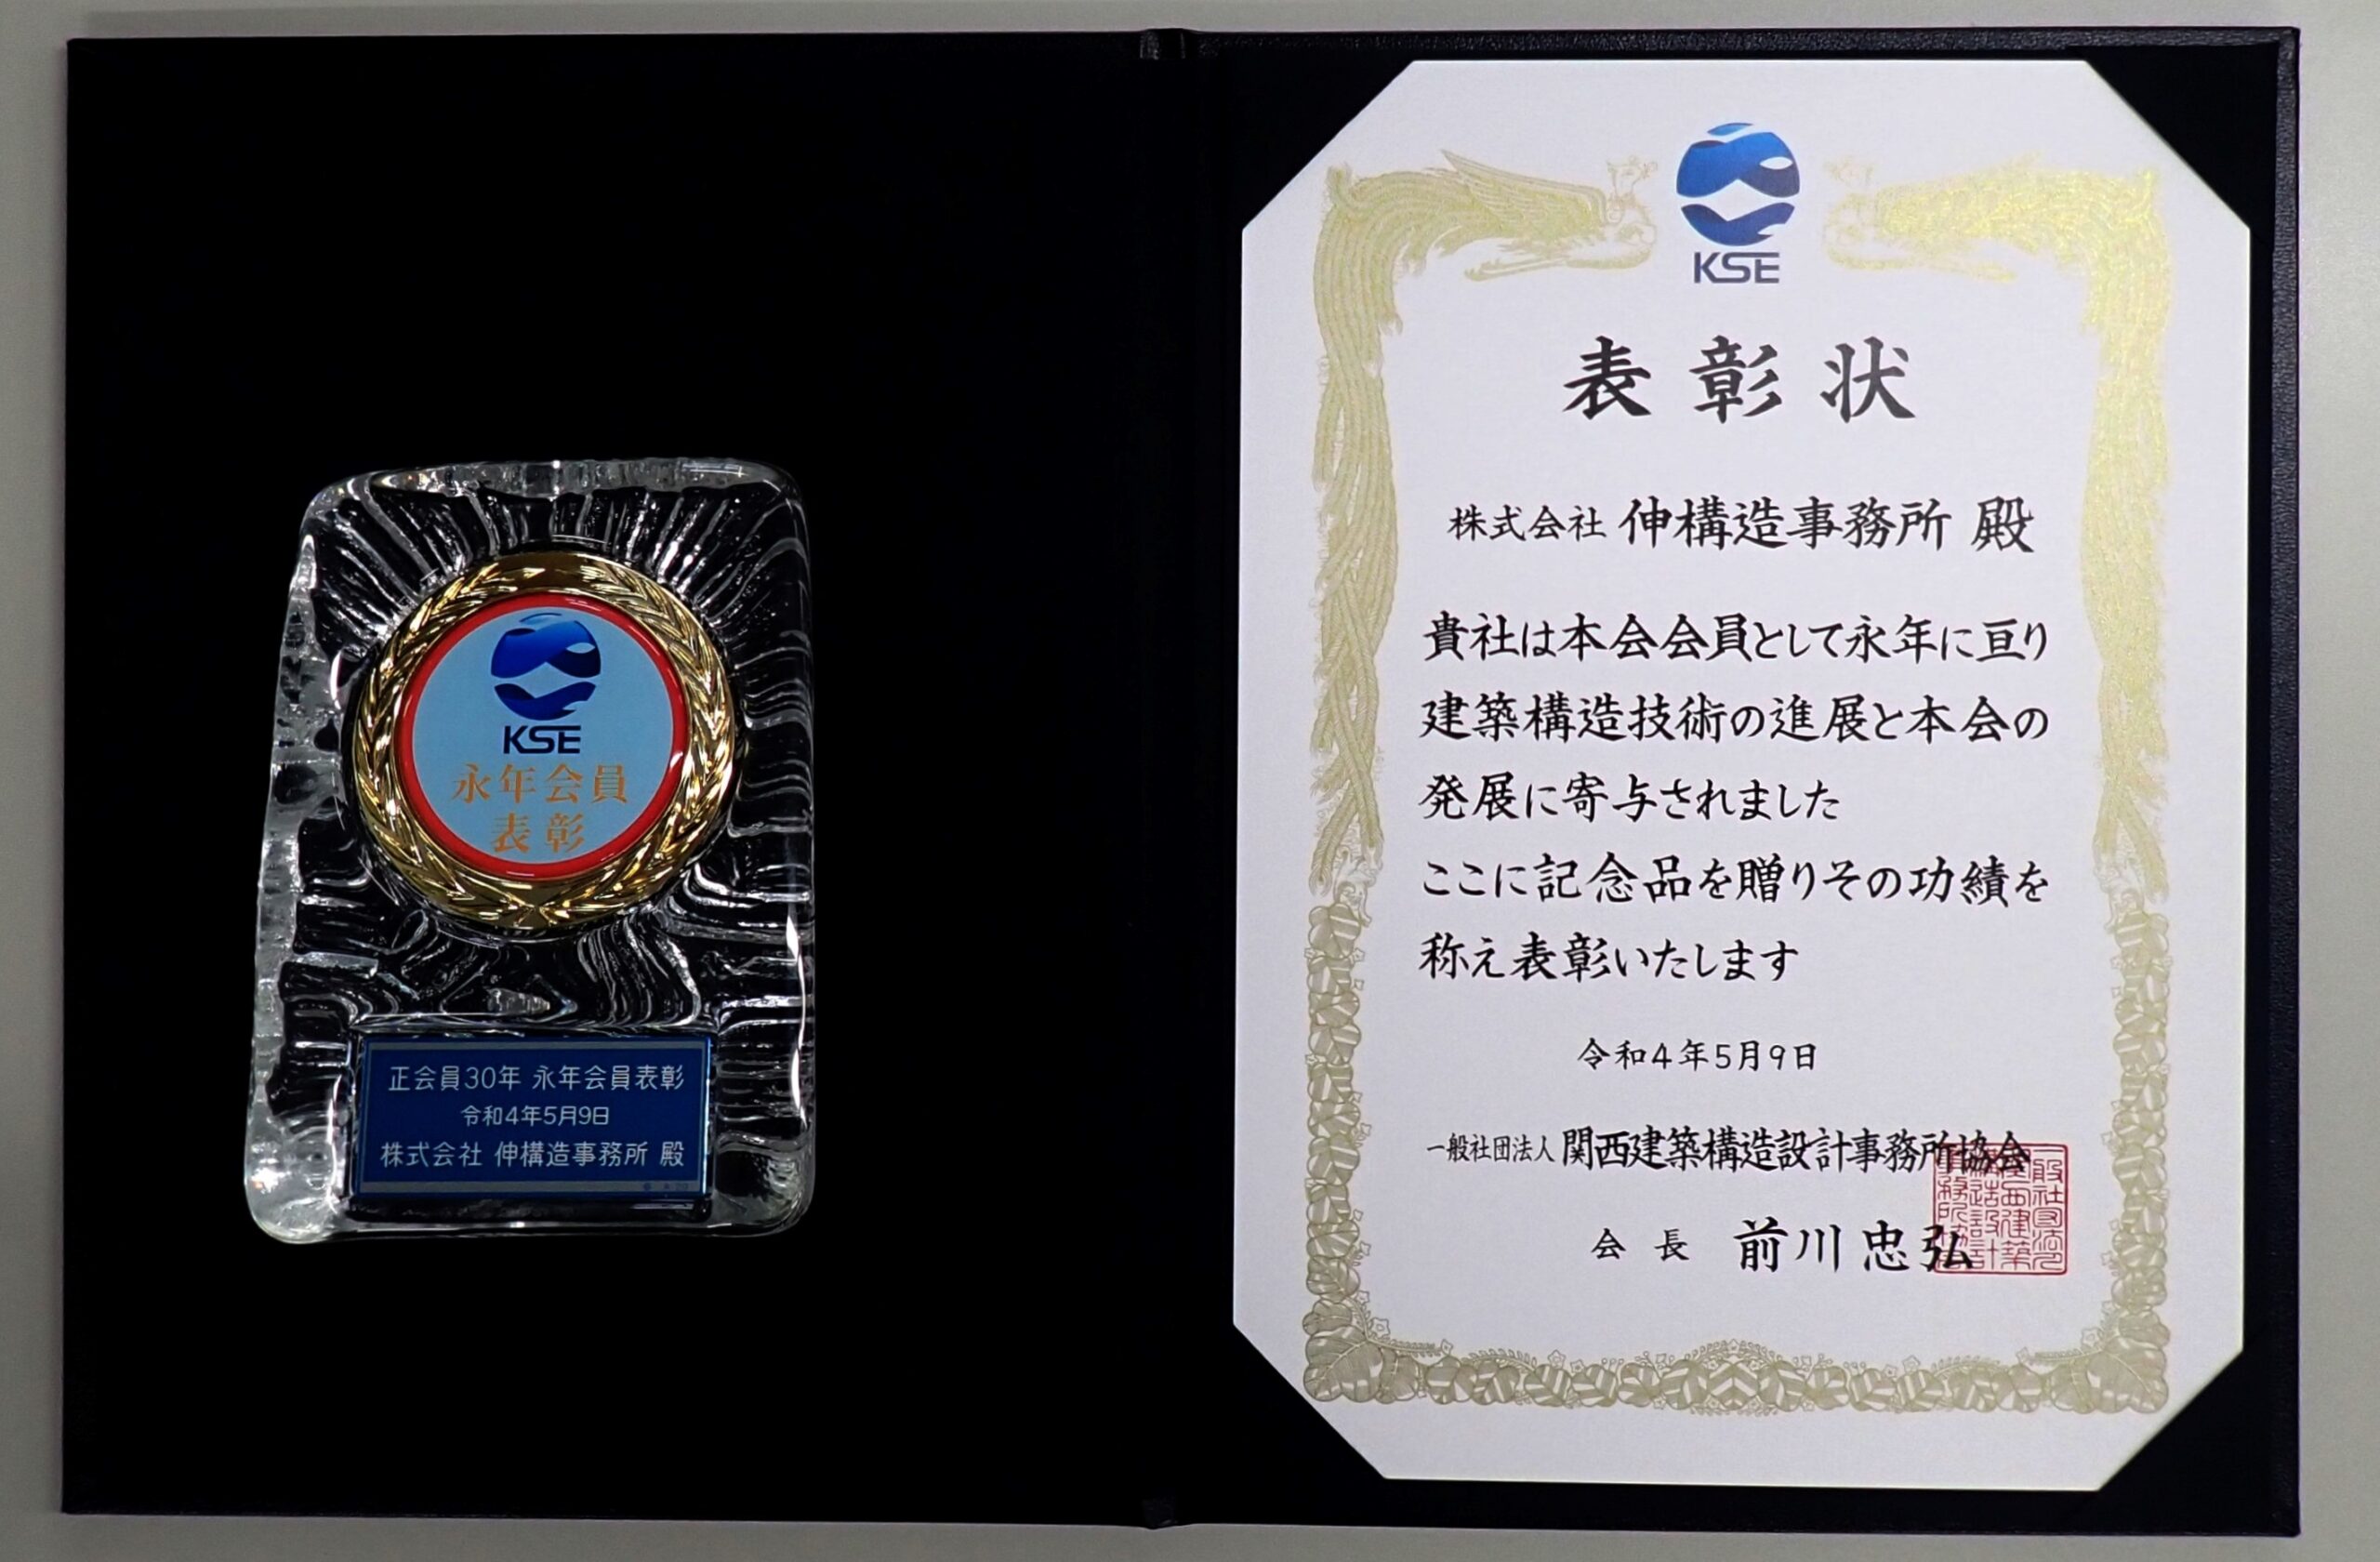 KSE
永年会員
表彰
正会員30年 永年会員表彰
令和4年5月9日
株式会社 伸構造事務所 殿
KSE
表彰状
株式会社 伸構造事務所 殿
貴社は本会会員として永年に亘り
建築構造技術の進展と本会の
発展に寄与されました
ここに記念品を贈りその功績を
称え表彰いたします
令和4年5月9日
一般社団法人 関西建築構造設計事務所協会
会長 前川忠弘